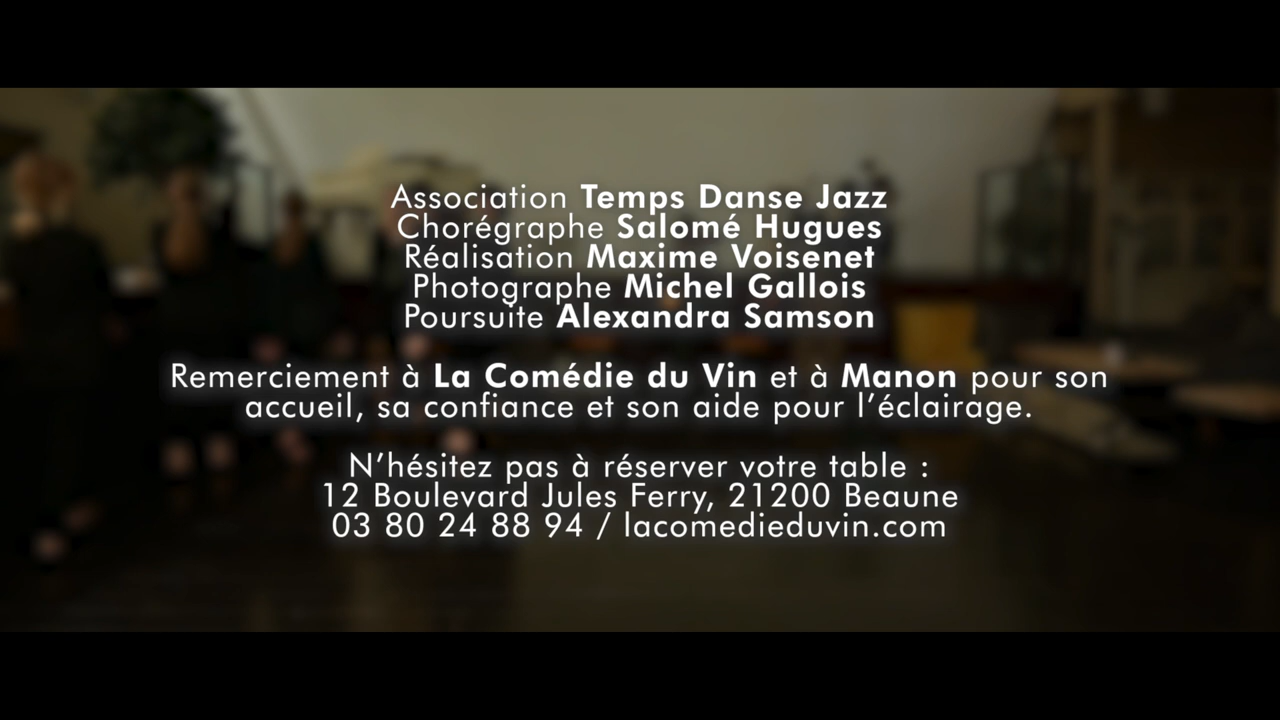 Association Temps Danse Jazz
Chorégraphe Salomé Hugues
Réalisation Maxime Voisenet
Photographe Michel Gallois
Poursuite Alexandra Samson
Remerciement à La Comédie du Vin et à Manon pour son
accueil, sa confiance et son aide pour l’éclairage.
N’hésitez pas à réserver votre table :
12 Boulevard Jules Ferry, 21200 Beaune
03 80 24 88 94 / lacomedieduvin.com